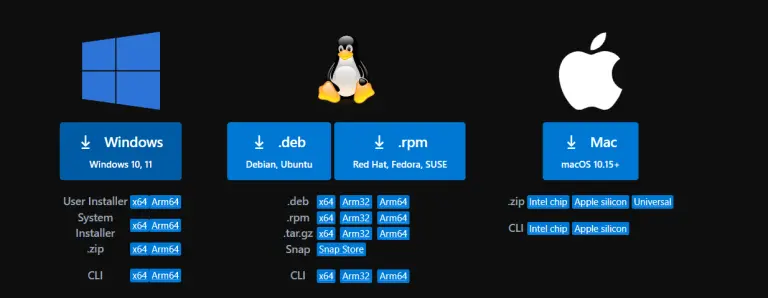 Windows
Windows 10, 11
User Installer x64 Arm64
System
Installer x64 Arm64
.zip x64 Arm64
CLI x64 Arm64
.deb
Debian, Ubuntu
.rpm
Red Hat, Fedora, SUSE
.deb x64 Arm32 Arm64
.rpm x64 Arm32 Arm64
.tar.gz x64 Arm32 Arm64
Snap Snap Store
CLI x64 Arm32 Arm64
Mac
macOS 10.15+
.zip Intel chip Apple silicon Universal
CLI Intel chip Apple silicon